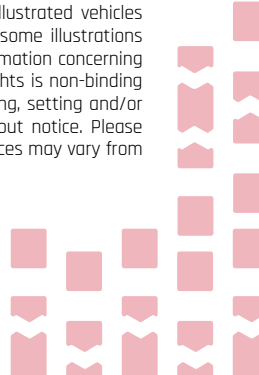 llustrated vehicles
some illustrations
mation concerning
hts is non-binding
ng, setting and/or
out notice. Please
ces may vary from